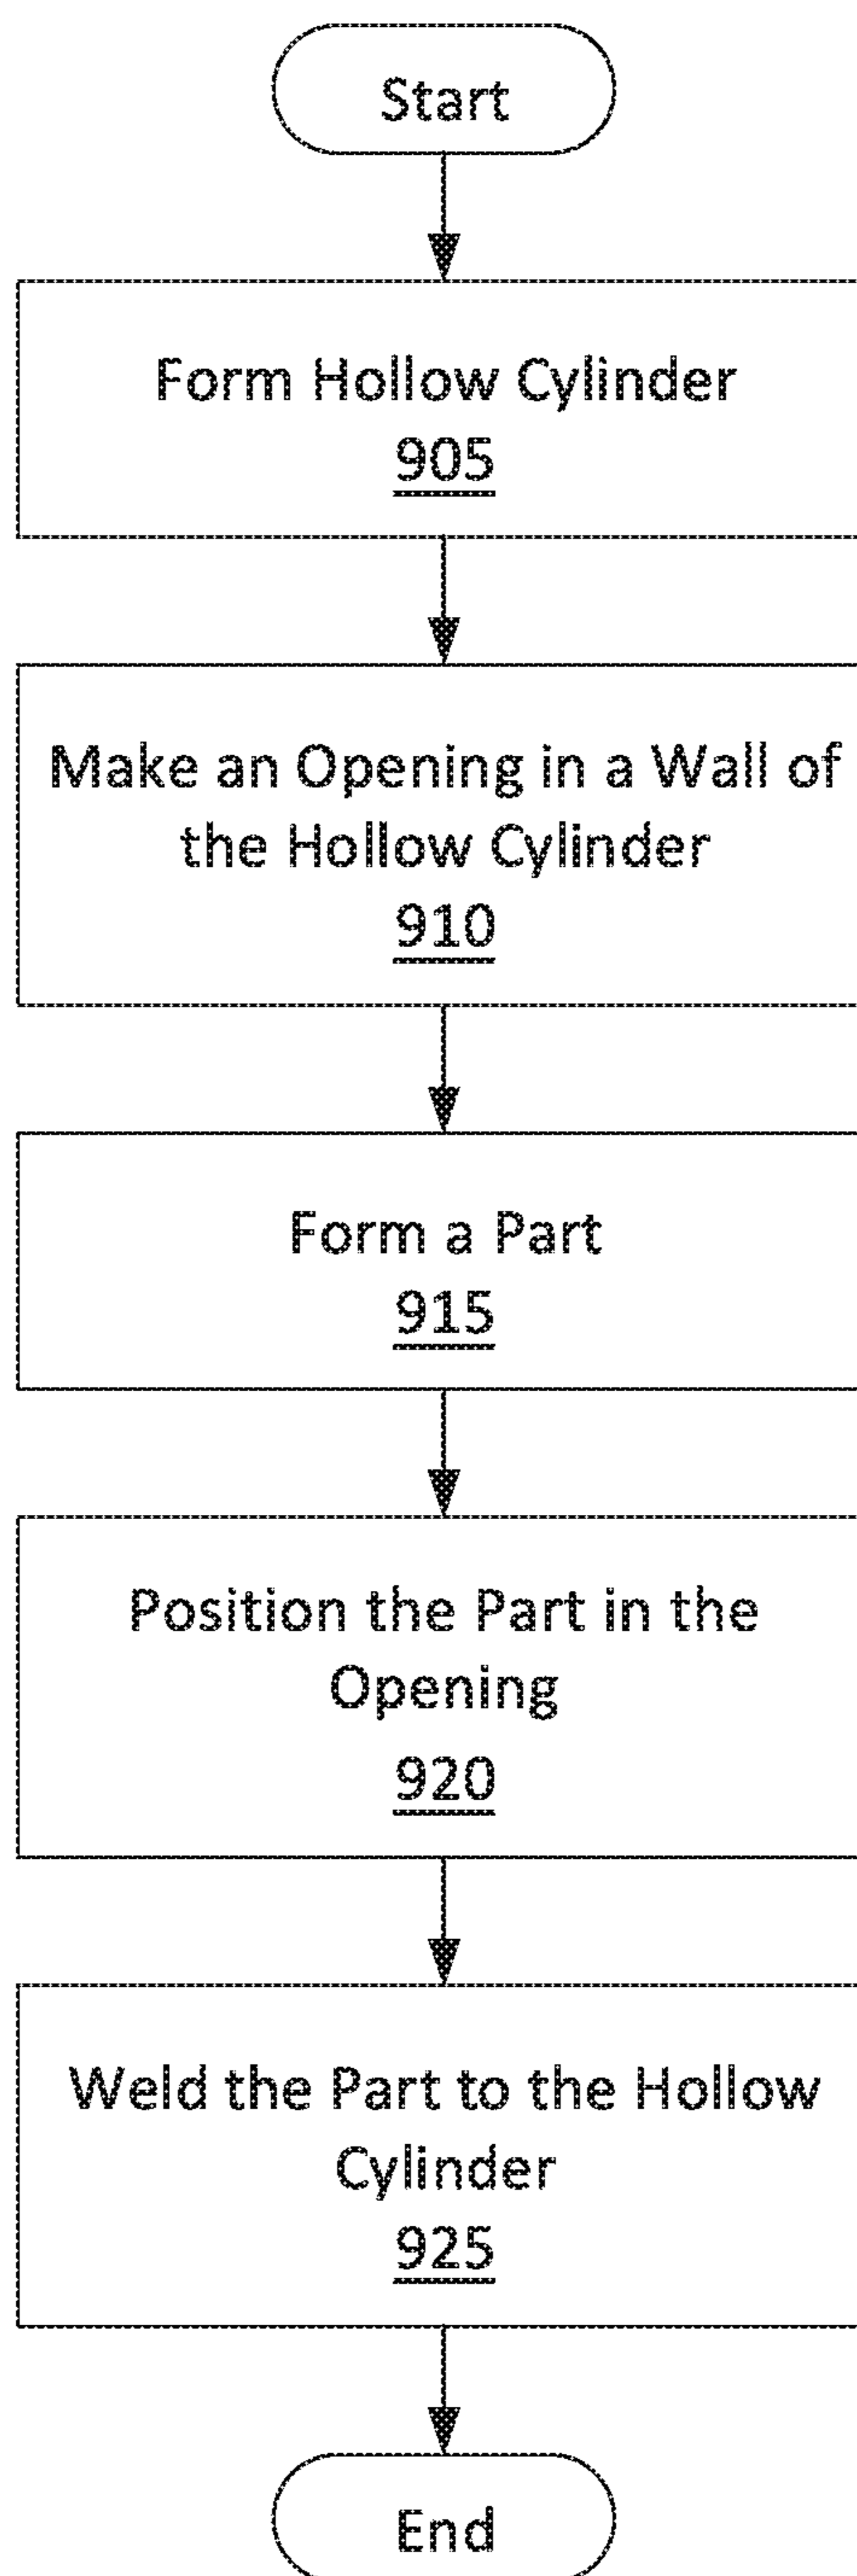 Start
Form Hollow Cylinder
905
Make an Opening in a Wall of
the Hollow Cylinder
910
Form a Part
915
Position the Part in the
Opening
920
Weld the Part to the Hollow
Cylinder
925
End